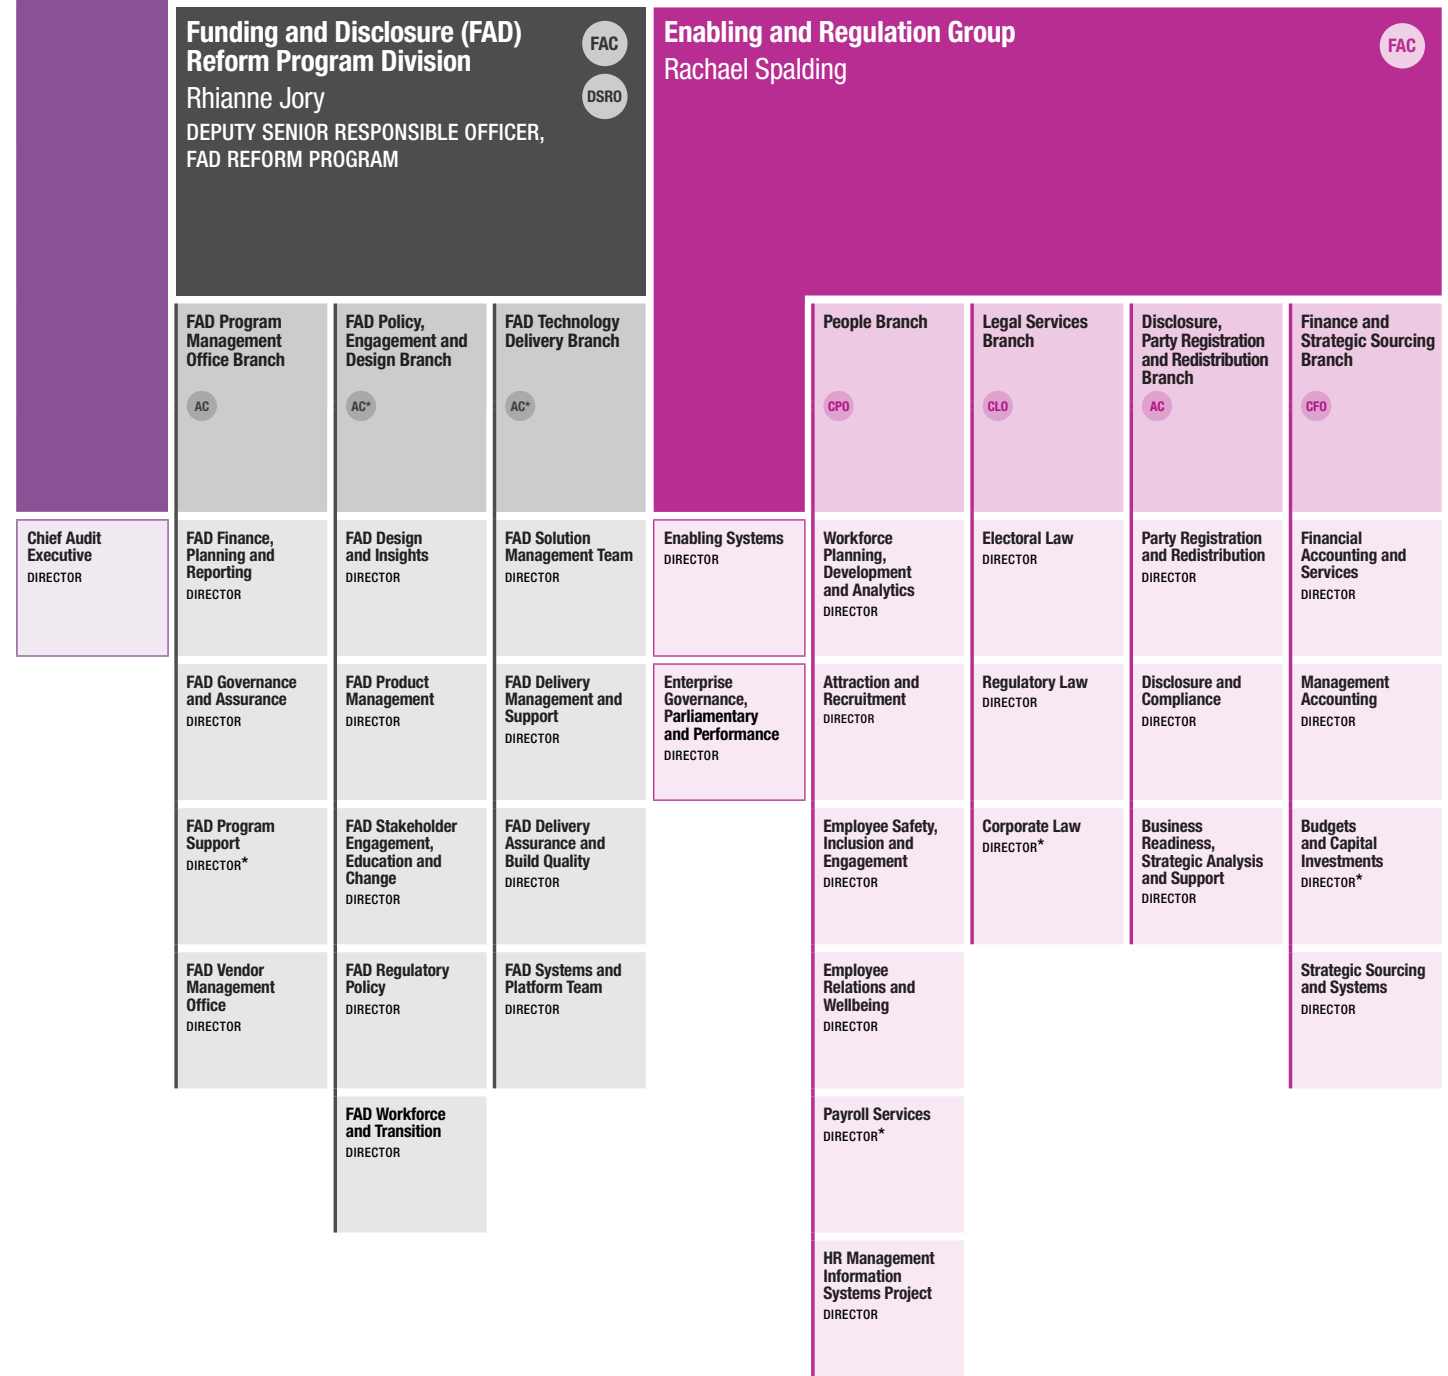 Funding and Disclosure (FAD)
Reform Program Division
Rhianne Jory
DEPUTY SENIOR RESPONSIBLE OFFICER,
FAD REFORM PROGRAM
FAC
DSRO
Enabling and Regulation Group
Rachael Spalding
FAC
FAD Program
Management
Office Branch
AC
FAD Policy,
Engagement and
Design Branch
AC*
FAD Technology
Delivery Branch
AC*
People Branch
CPO
Legal Services
Branch
CLO
Disclosure,
Party Registration
and Redistribution
Branch
AC
Finance and
Strategic Sourcing
Branch
CFO
Chief Audit
Executive
DIRECTOR
FAD Finance,
Planning and
Reporting
DIRECTOR
FAD Design
and Insights
DIRECTOR
FAD Solution
Management Team
DIRECTOR
Enabling Systems
DIRECTOR
Workforce
Planning,
Development
and Analytics
DIRECTOR
Electoral Law
DIRECTOR
Party Registration
and Redistribution
DIRECTOR
Financial
Accounting and
Services
DIRECTOR
FAD Governance
and Assurance
DIRECTOR
FAD Product
Management
DIRECTOR
FAD Delivery
Management and
Support
DIRECTOR
Enterprise
Governance,
Parliamentary
and Performance
DIRECTOR
Attraction and
Recruitment
DIRECTOR
Regulatory Law
DIRECTOR
Disclosure and
Compliance
DIRECTOR
Management
Accounting
DIRECTOR
FAD Program
Support
DIRECTOR*
FAD Stakeholder
Engagement,
Education and
Change
DIRECTOR
FAD Delivery
Assurance and
Build Quality
DIRECTOR
Employee Safety,
Inclusion and
Engagement
DIRECTOR
Corporate Law
DIRECTOR*
Business
Readiness,
Strategic Analysis
and Support
DIRECTOR
Budgets
and Capital
Investments
DIRECTOR*
FAD Vendor
Management
Office
DIRECTOR
FAD Regulatory
Policy
DIRECTOR
FAD Systems and
Platform Team
DIRECTOR
Employee
Relations and
Wellbeing
DIRECTOR
Strategic Sourcing
and Systems
DIRECTOR
FAD Workforce
and Transition
DIRECTOR
Payroll Services
DIRECTOR*
HR Management
Information
Systems Project
DIRECTOR